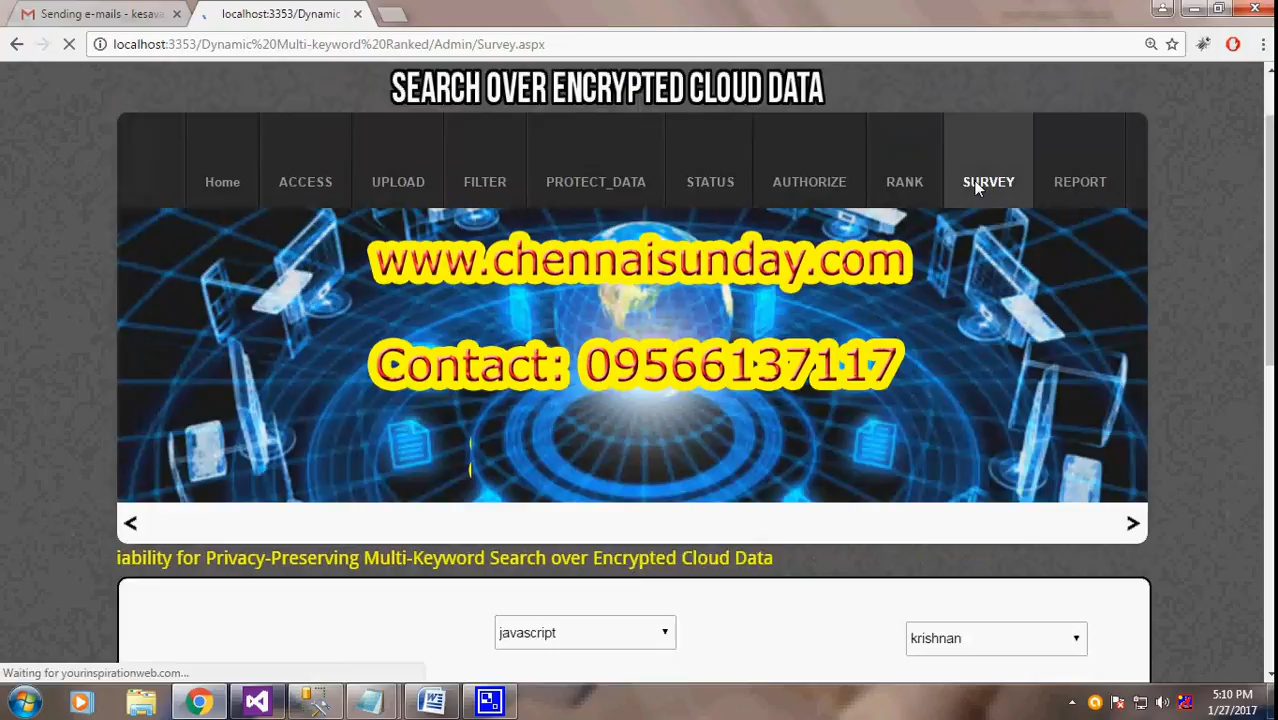 Sending e-mails - kesava
localhost:3353/Dynamic
localhost:3353/Dynamic%20Multi-keyword%20Ranked/Admin/Survey.aspx
SEARCH OVER ENCRYPTED CLOUD DATA
Home ACCESS UPLOAD FILTER PROTECT_DATA STATUS AUTHORIZE RANK SURVEY REPORT
www.chennaisunday.com
Contact: 09566137117
< >
iability for Privacy-Preserving Multi-Keyword Search over Encrypted Cloud Data
javascript
krishnan
Waiting for yourinspirationweb.com...
5:10 PM
1/27/2017